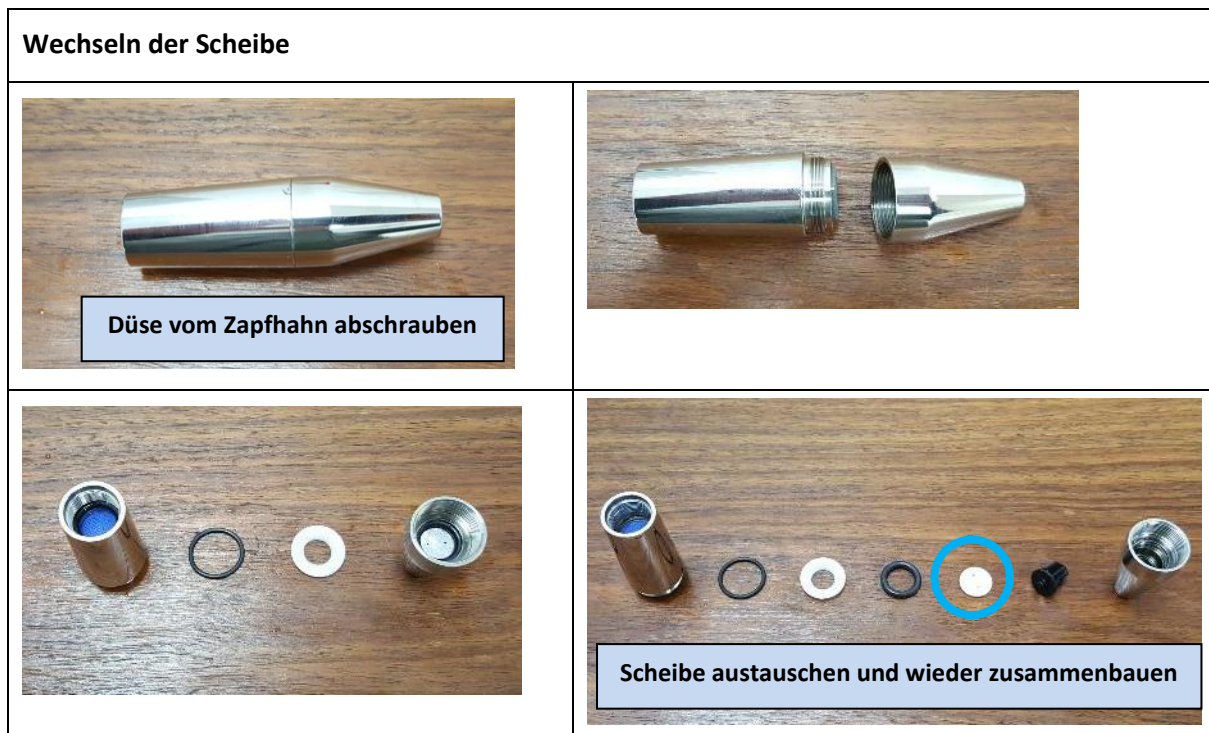 Wechseln der Scheibe
Düse vom Zapfhahn abschrauben
Scheibe austauschen und wieder zusammenbauen